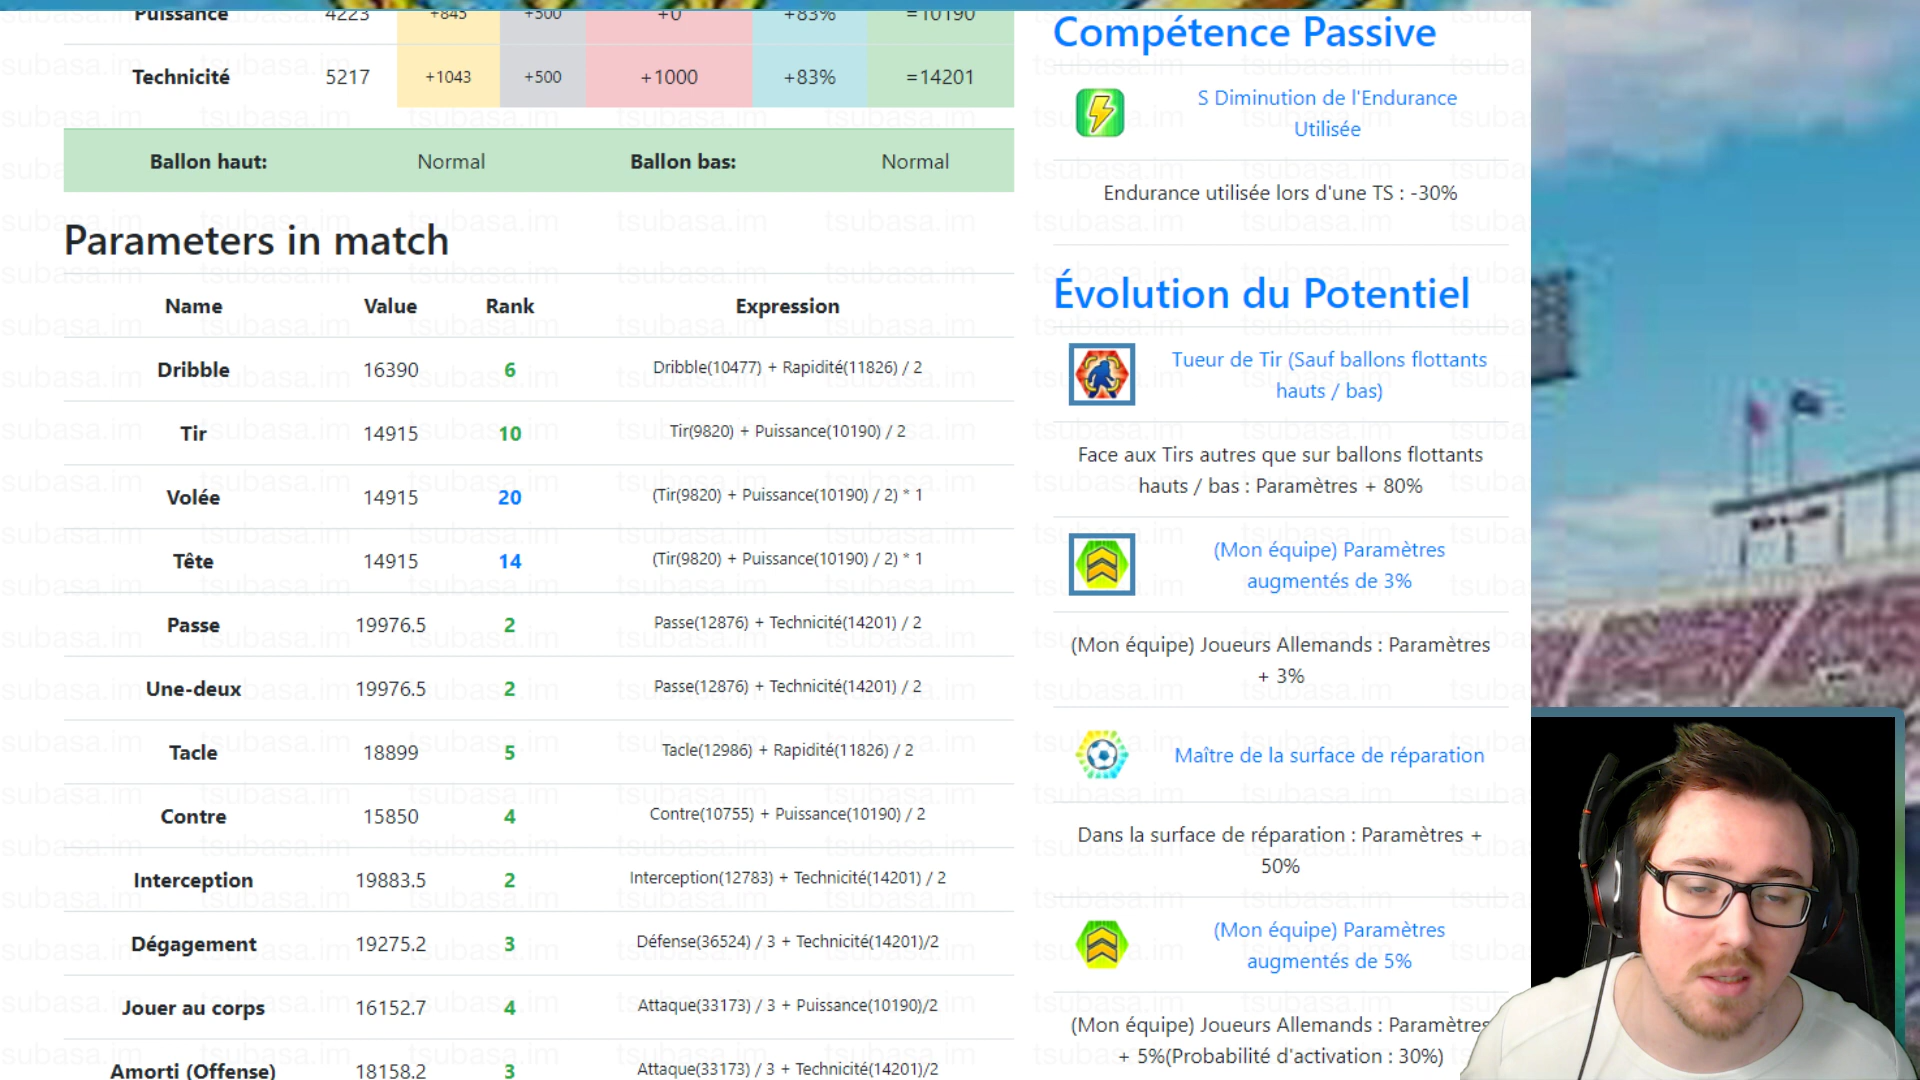 Puissance 4223 +845 +500 +0 +83% =10190
Technicité 5217 +1043 +500 +1000 +83% =14201
Ballon haut: Normal Ballon bas: Normal
Parameters in match
Name Value Rank Expression
Dribble 16390 6 Dribble(10477) + Rapidité(11826) / 2
Tir 14915 10 Tir(9820) + Puissance(10190) / 2
Volée 14915 20 (Tir(9820) + Puissance(10190) / 2) * 1
Tête 14915 14 (Tir(9820) + Puissance(10190) / 2) * 1
Passe 19976.5 2 Passe(12876) + Technicité(14201) / 2
Une-deux 19976.5 2 Passe(12876) + Technicité(14201) / 2
Tacle 18899 5 Tacle(12986) + Rapidité(11826) / 2
Contre 15850 4 Contre(10755) + Puissance(10190) / 2
Interception 19883.5 2 Interception(12783) + Technicité(14201) / 2
Dégagement 19275.2 3 Défense(36524) / 3 + Technicité(14201)/2
Jouer au corps 16152.7 4 Attaque(33173) / 3 + Puissance(10190)/2
Amorti (Offense) 18158.2 3 Attaque(33173) / 3 + Technicité(14201)/2
Compétence Passive
S Diminution de l'Endurance
Utilisée
Endurance utilisée lors d'une TS : -30%
Évolution du Potentiel
Tueur de Tir (Sauf ballons flottants
hauts / bas)
Face aux Tirs autres que sur ballons flottants
hauts / bas : Paramètres + 80%
(Mon équipe) Paramètres
augmentés de 3%
(Mon équipe) Joueurs Allemands : Paramètres
+ 3%
Maître de la surface de réparation
Dans la surface de réparation : Paramètres +
50%
(Mon équipe) Paramètres
augmentés de 5%
(Mon équipe) Joueurs Allemands : Paramètres
+ 5%(Probabilité d'activation : 30%)
tsubasa.im